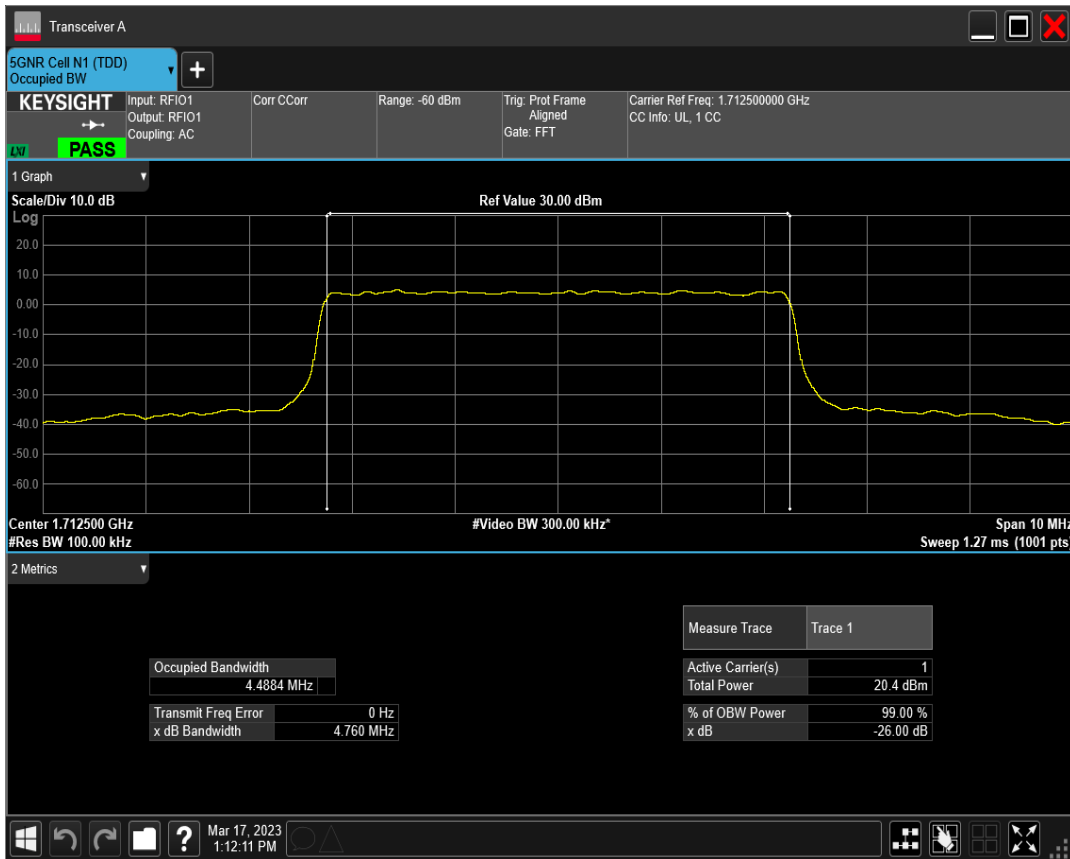 Transceiver A
5GNR Cell N1 (TDD)
Occupied BW
+
KEYSIGHT
LXI
PASS
Input: RFIO1
Output: RFIO1
Coupling: AC
Corr CCorr
Range: -60 dBm
Trig: Prot Frame
Aligned
Gate: FFT
Carrier Ref Freq: 1.712500000 GHz
CC Info: UL, 1 CC
1 Graph
Scale/Div 10.0 dB
Ref Value 30.00 dBm
Log
20.0
10.0
0.00
-10.0
-20.0
-30.0
-40.0
-50.0
-60.0
Center 1.712500 GHz
#Video BW 300.00 kHz*
Span 10 MHz
#Res BW 100.00 kHz
Sweep 1.27 ms (1001 pts)
2 Metrics
Measure Trace Trace 1
Occupied Bandwidth
4.4884 MHz
Active Carrier(s) 1
Total Power 20.4 dBm
Transmit Freq Error 0 Hz
x dB Bandwidth 4.760 MHz
% of OBW Power 99.00 %
x dB -26.00 dB
?
Mar 17, 2023
1:12:11 PM